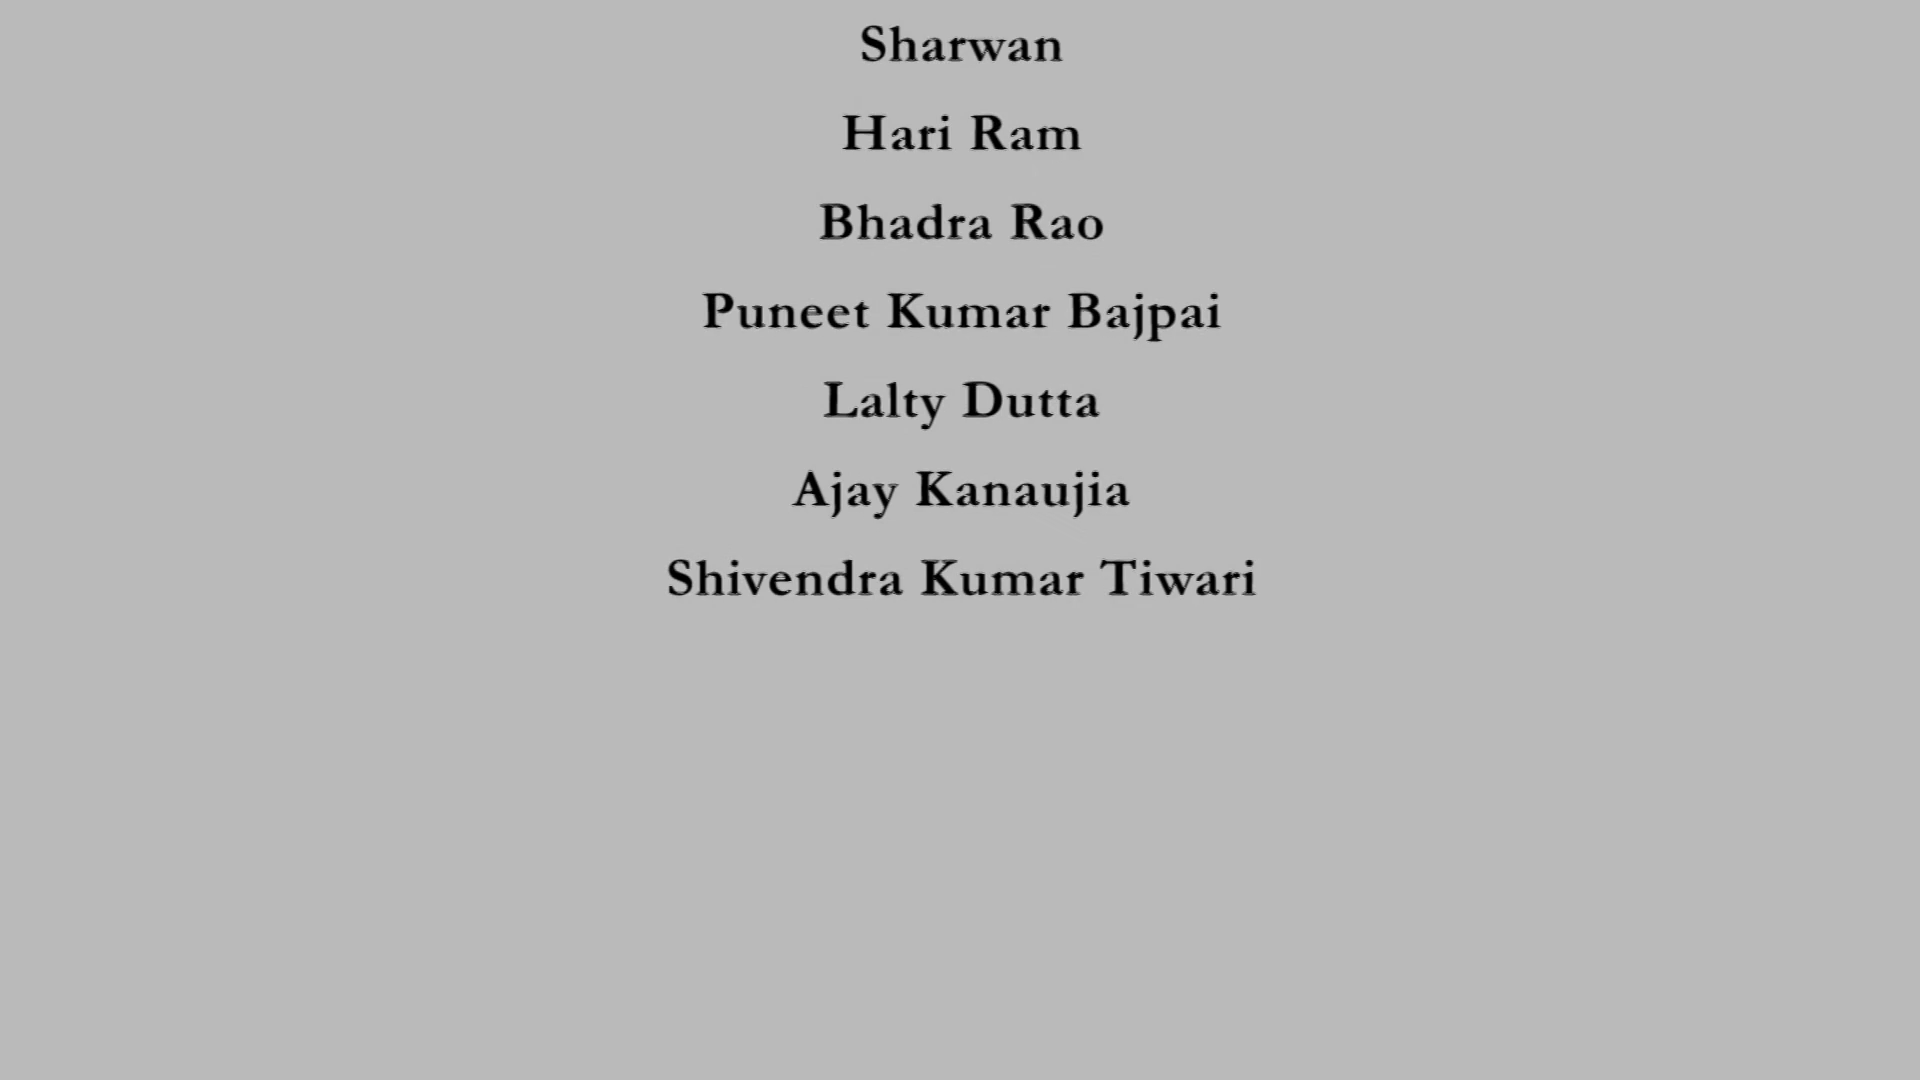 Sharwan
Hari Ram
Bhadra Rao
Puneet Kumar Bajpai
Lalty Dutta
Ajay Kanaujia
Shivendra Kumar Tiwari